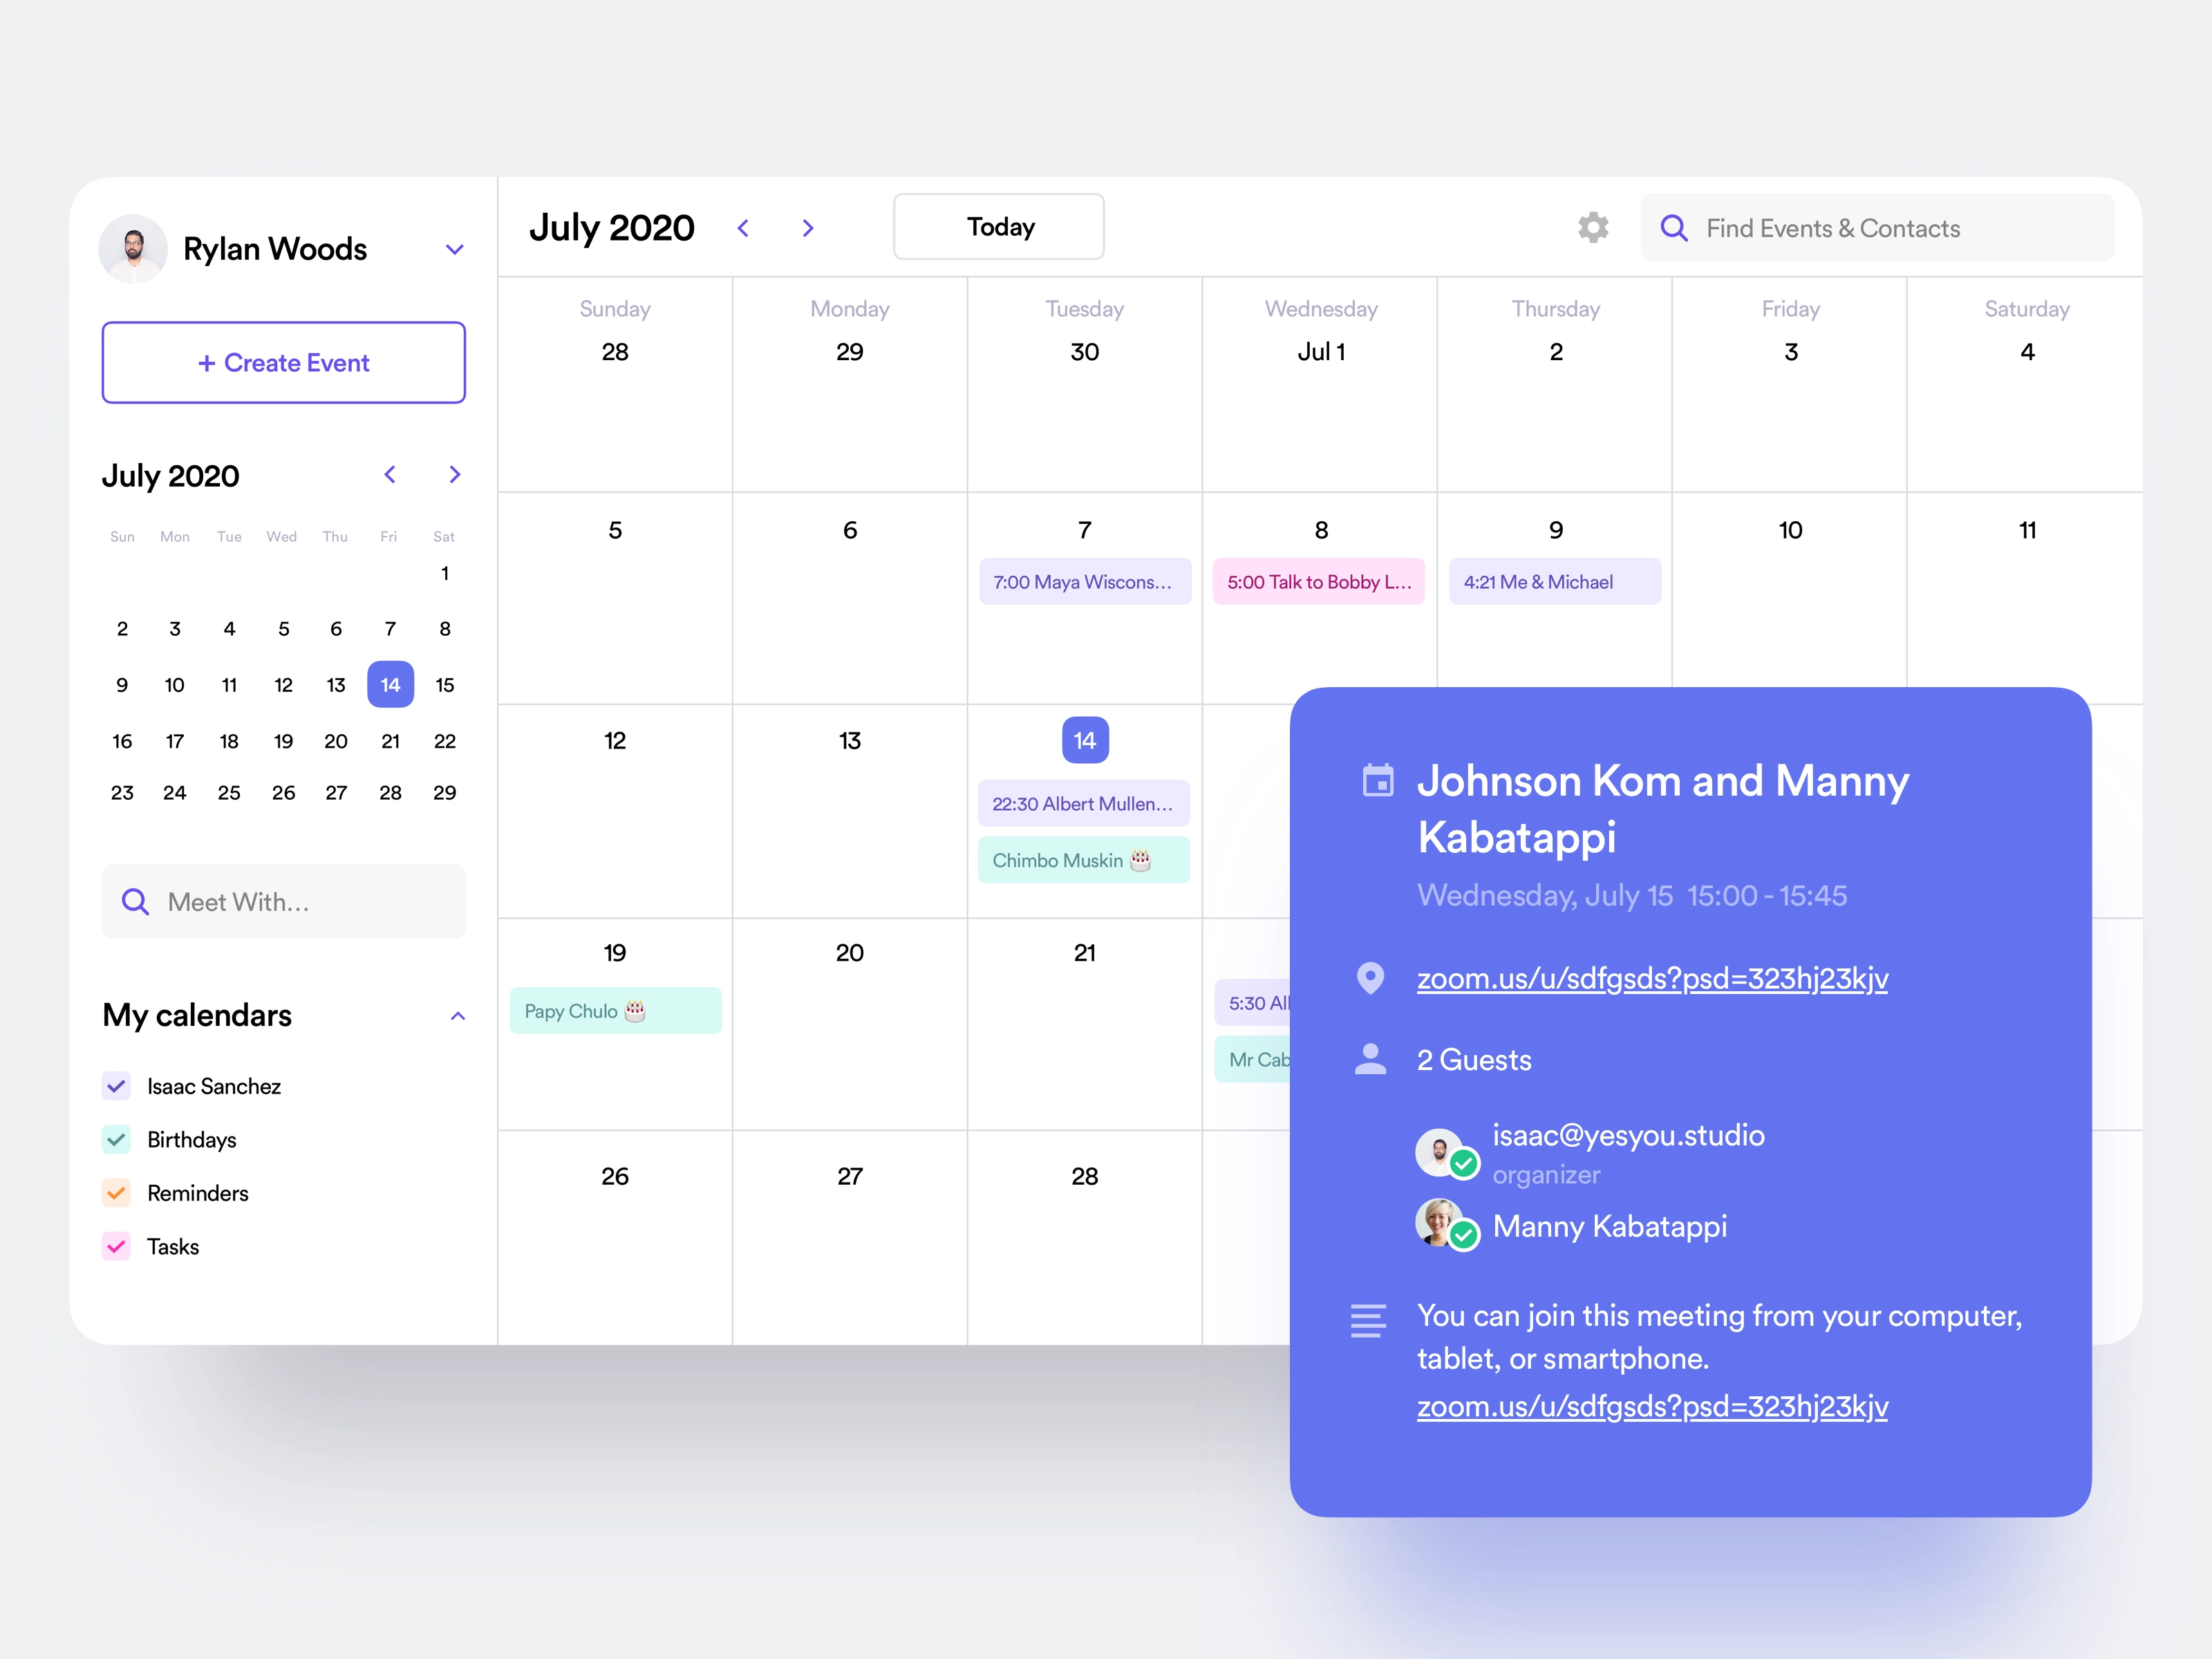 Rylan Woods
+ Create Event
July 2020
Sun Mon Tue Wed Thu Fri Sat
1
2 3 4 5 6 7 8
9 10 11 12 13 14 15
16 17 18 19 20 21 22
23 24 25 26 27 28 29
Meet With...
My calendars
Isaac Sanchez
Birthdays
Reminders
Tasks
July 2020
Today
Find Events & Contacts
Sunday Monday Tuesday Wednesday Thursday Friday Saturday
28 29 30 Jul 1 2 3 4
5 6 7 8 9 10 11
7:00 Maya Wiscons... 5:00 Talk to Bobby L... 4:21 Me & Michael
12 13 14
22:30 Albert Mullen...
Chimbo Muskin 🎂
19 20 21
Papy Chulo 🎂
5:30 Al
Mr Cab
26 27 28
Johnson Kom and Manny
Kabatappi
Wednesday, July 15 15:00 - 15:45
zoom.us/u/sdfgsds?psd=323hj23kjv
2 Guests
isaac@yesyou.studio
organizer
Manny Kabatappi
You can join this meeting from your computer,
tablet, or smartphone.
zoom.us/u/sdfgsds?psd=323hj23kjv